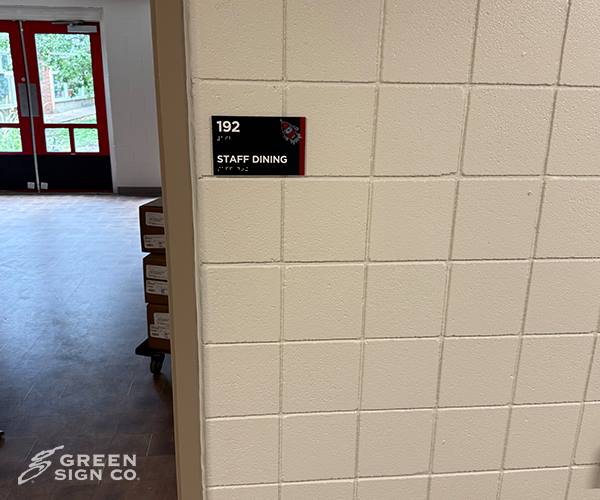 192
STAFF DINING
GREEN
SIGN CO.